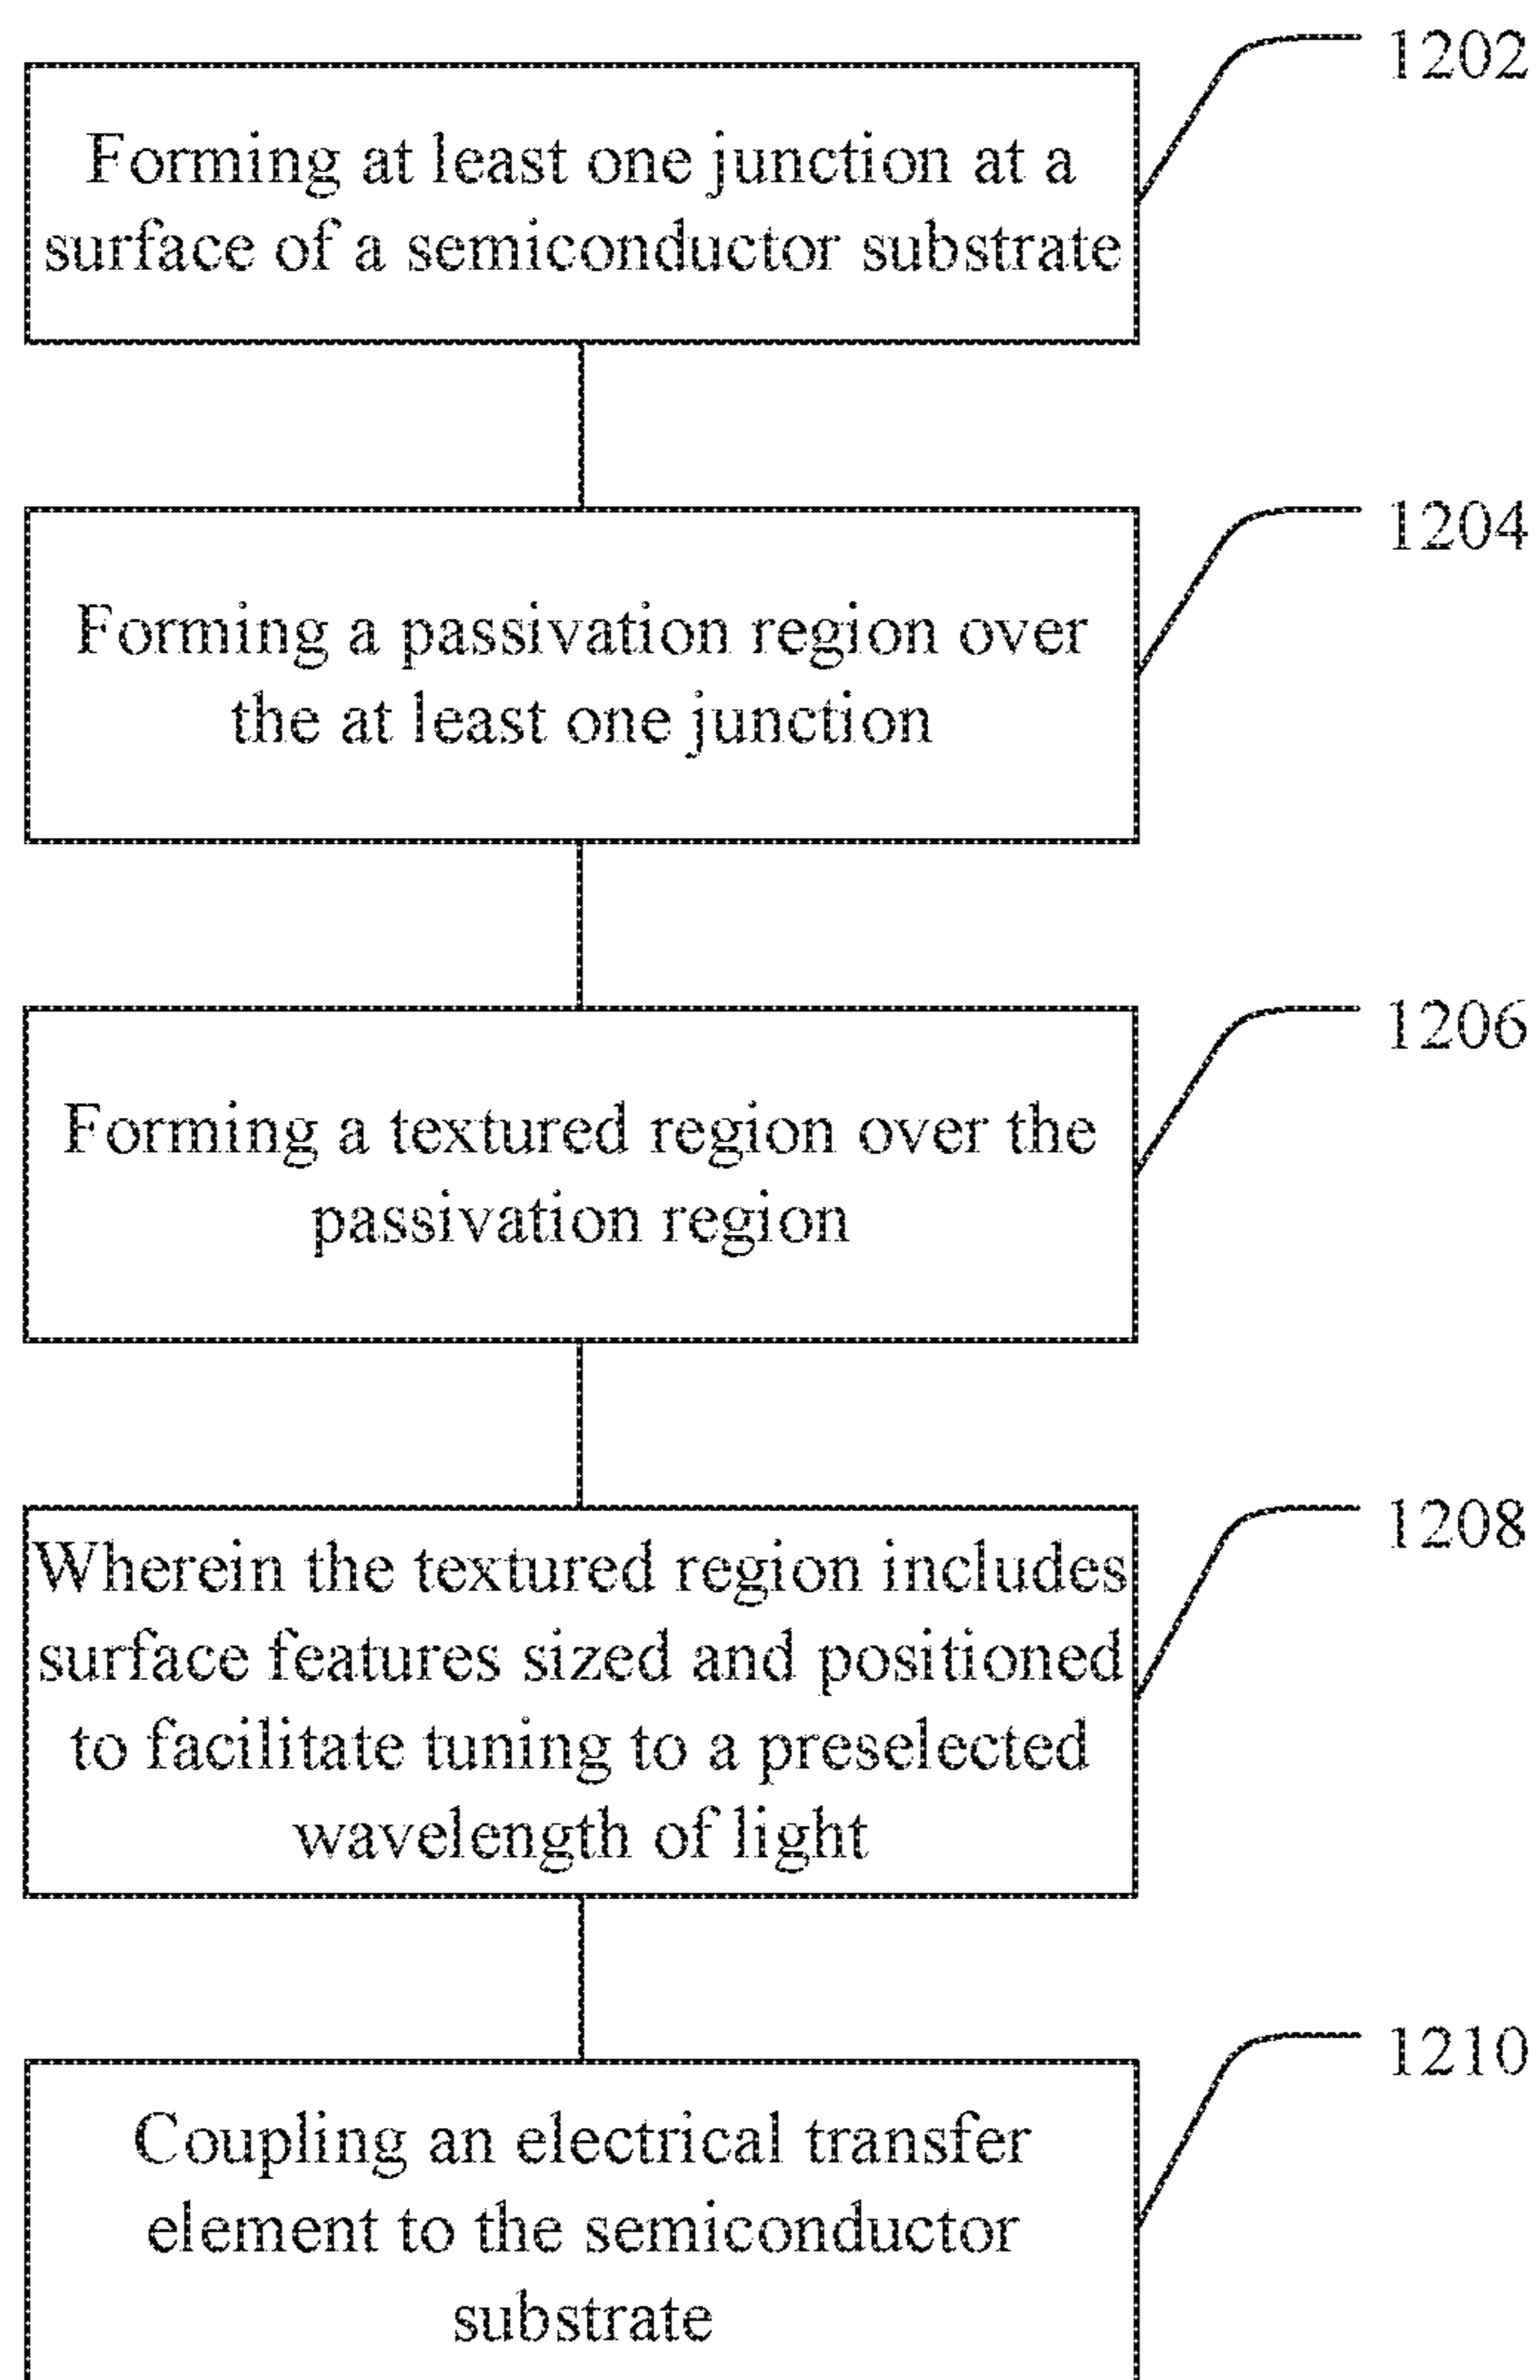 1202
Forming at least one junction at a
surface of a semiconductor substrate
1204
Forming a passivation region over
the at least one junction
1206
Forming a textured region over the
passivation region
1208
Wherein the textured region includes
surface features sized and positioned
to facilitate tuning to a preselected
wavelength of light
1210
Coupling an electrical transfer
element to the semiconductor
substrate